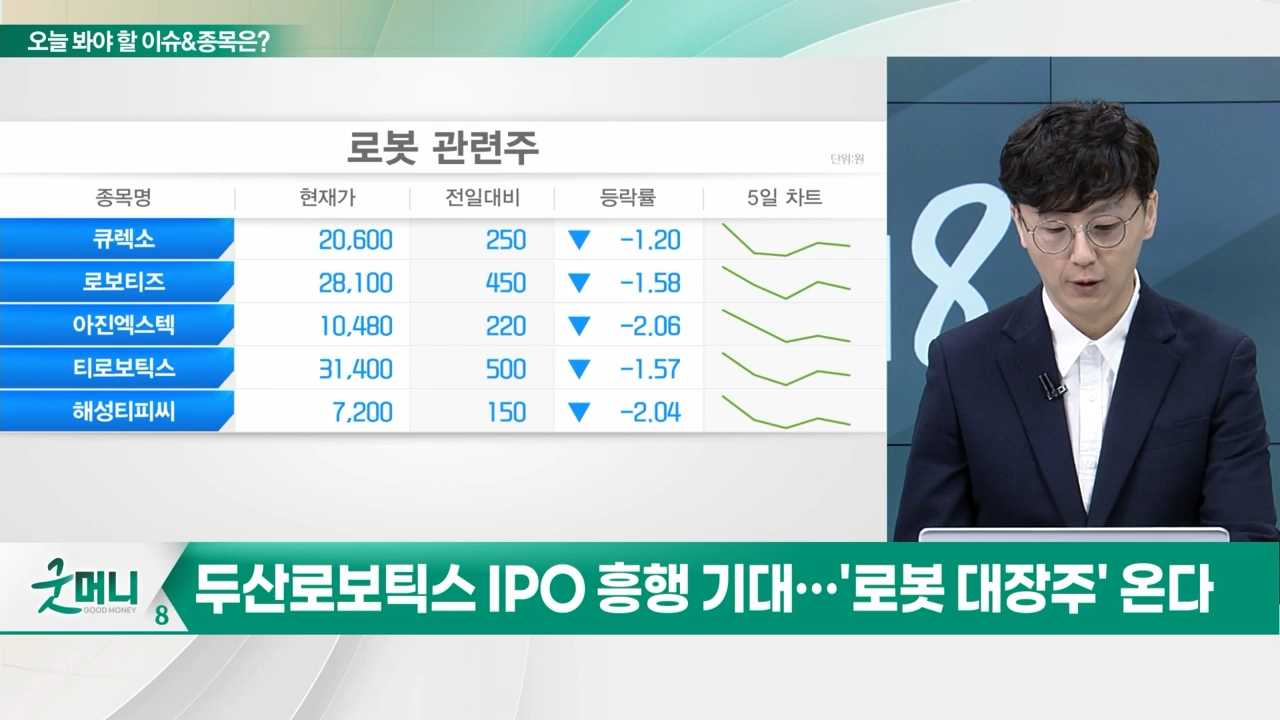 오늘 봐야 할 이슈&종목은?
로봇 관련주
단위:원
종목명 현재가 전일대비 등락률 5일 차트
큐렉소 20,600 250 ▼ -1.20
로보티즈 28,100 450 ▼ -1.58
아진엑스텍 10,480 220 ▼ -2.06
티로보틱스 31,400 500 ▼ -1.57
해성티피씨 7,200 150 ▼ -2.04
8
굿머니
GOOD MONEY
8
두산로보틱스 IPO 흥행 기대…'로봇 대장주' 온다